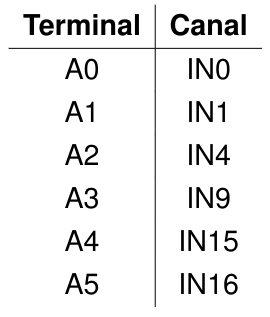 Terminal Canal
A0 IN0
A1 IN1
A2 IN4
A3 IN9
A4 IN15
A5 IN16